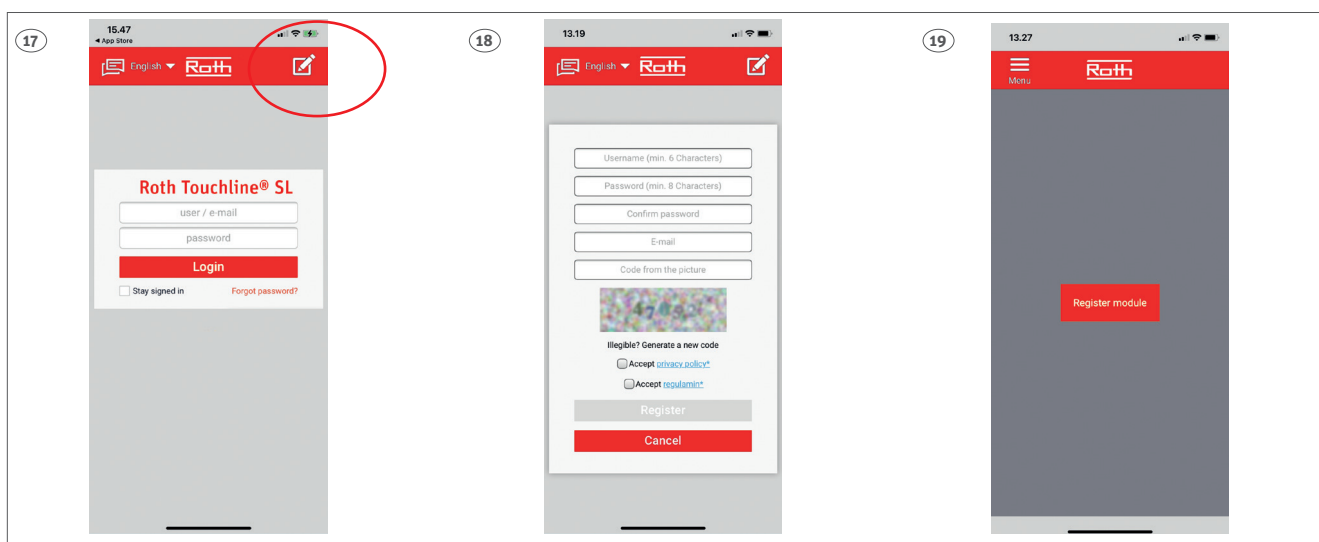 17
15.47
App Store
English
Roth
Roth Touchline® SL
user / e-mail
password
Login
Stay signed in
Forgot password?
18
13.19
English
Roth
Username (min. 6 Characters)
Password (min. 8 Characters)
Confirm password
E-mail
Code from the picture
Illegible? Generate a new code
Accept privacy policy*
Accept regulamin*
Register
Cancel
19
13.27
Menu
Roth
Register module